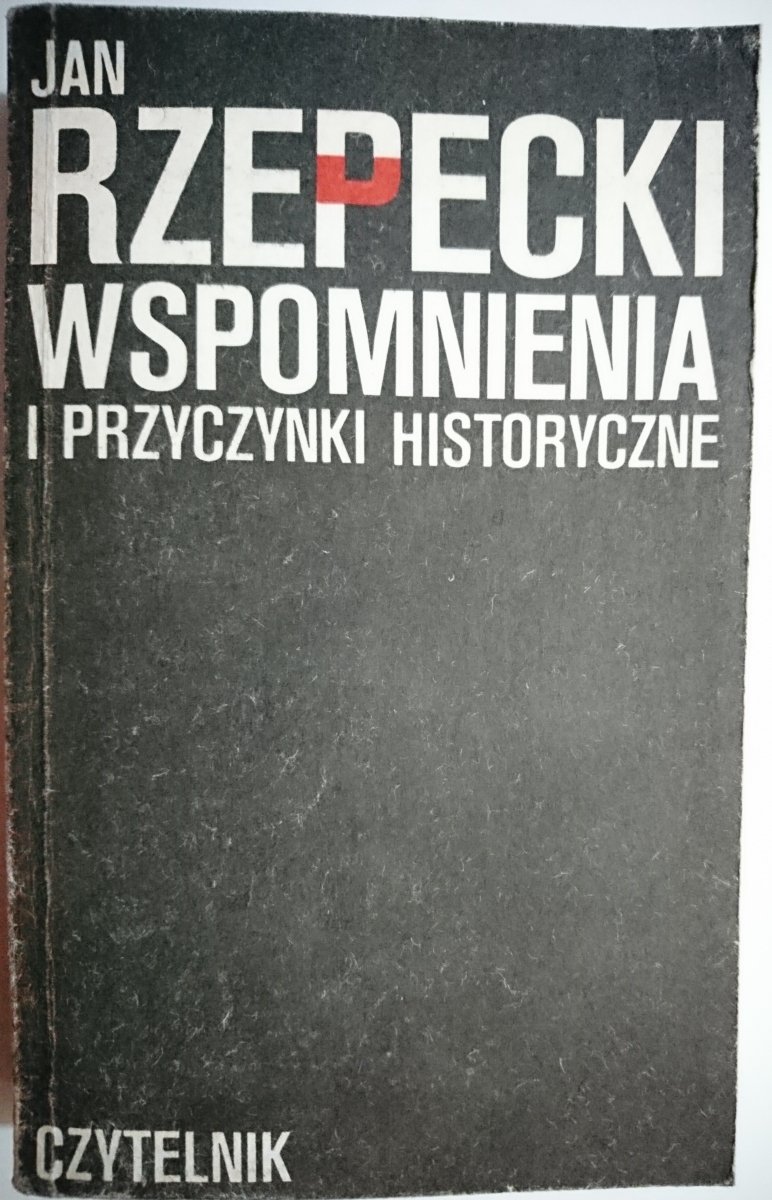 JAN
RZEPECKI
WSPOMNIENIA
I PRZYCZYNKI HISTORYCZNE
CZYTELNIK